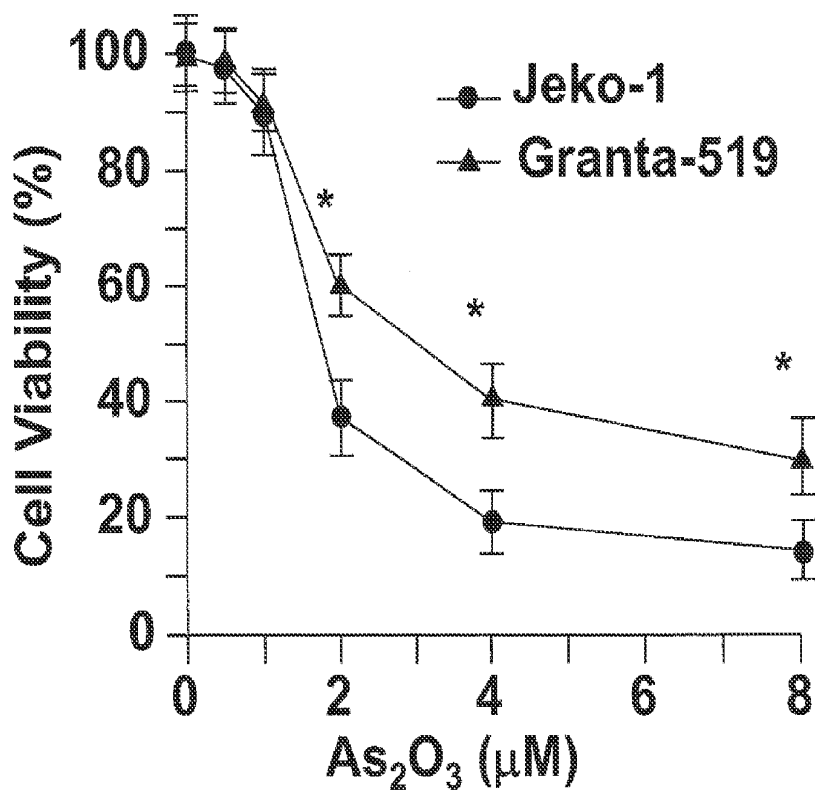 100
80
60
40
20
0
Cell Viability (%)
Jeko-1
Granta-519
*
*
*
0 2 4 6 8
As₂O₃ (μM)